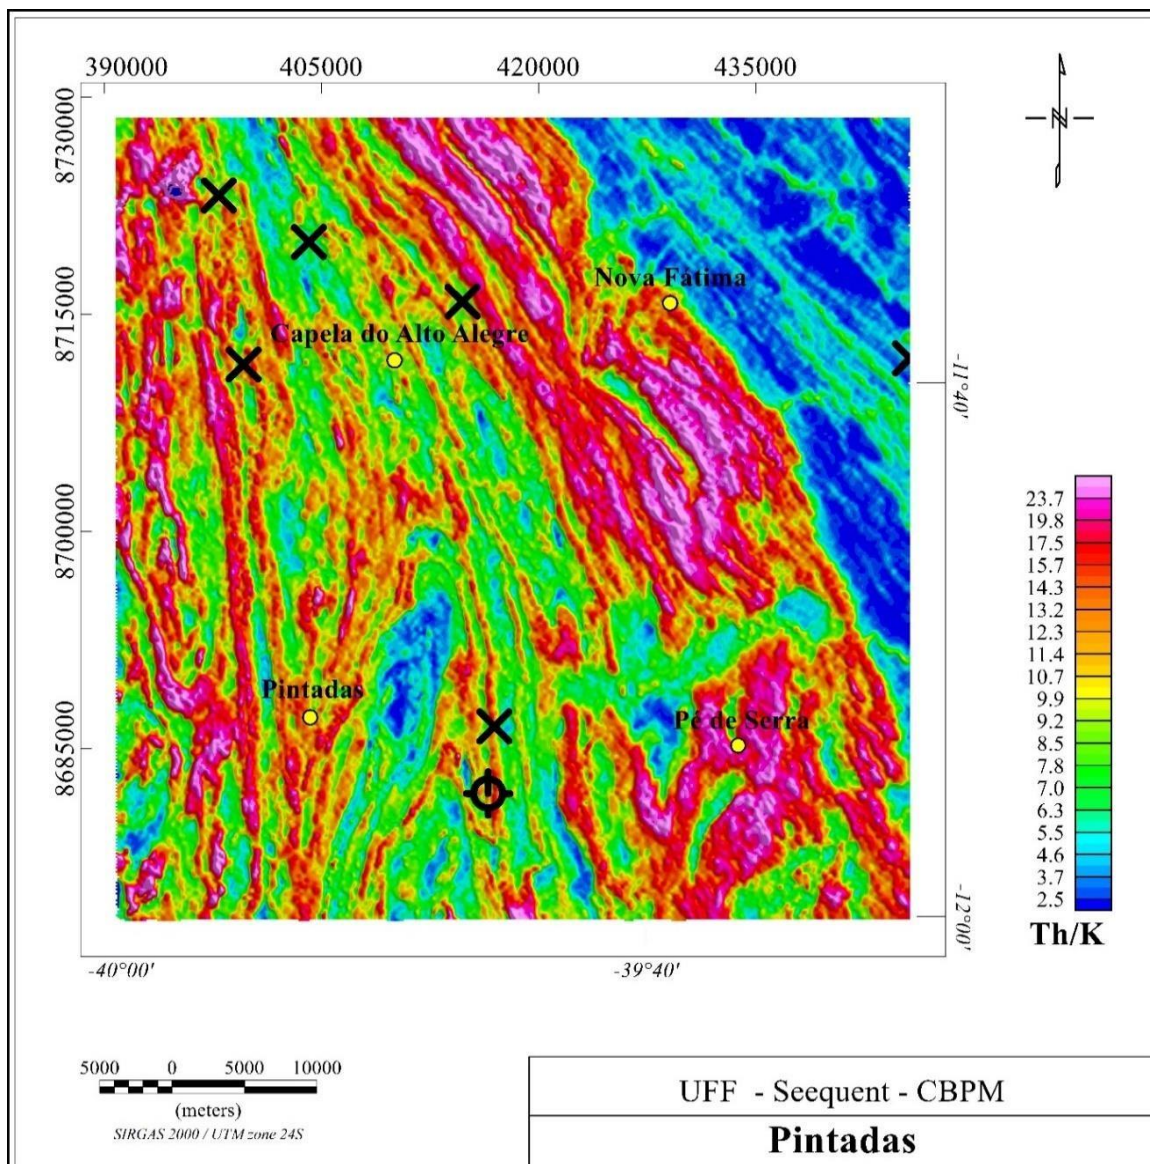 390000 405000 420000 435000
8730000
N
Nova Fátima
8715000
Capela do Alto Alegre
-11°40'
23.7
19.8
17.5
15.7
14.3
13.2
12.3
11.4
10.7
9.9
9.2
8.5
7.8
7.0
6.3
5.5
4.6
3.7
2.5
Th/K
8700000
Pintadas
Pé de Serra
8685000
-12°00'
-40°00' -39°40'
5000 0 5000 10000
(meters)
SIRGAS 2000 / UTM zone 24S
UFF - Seequent - CBPM
Pintadas